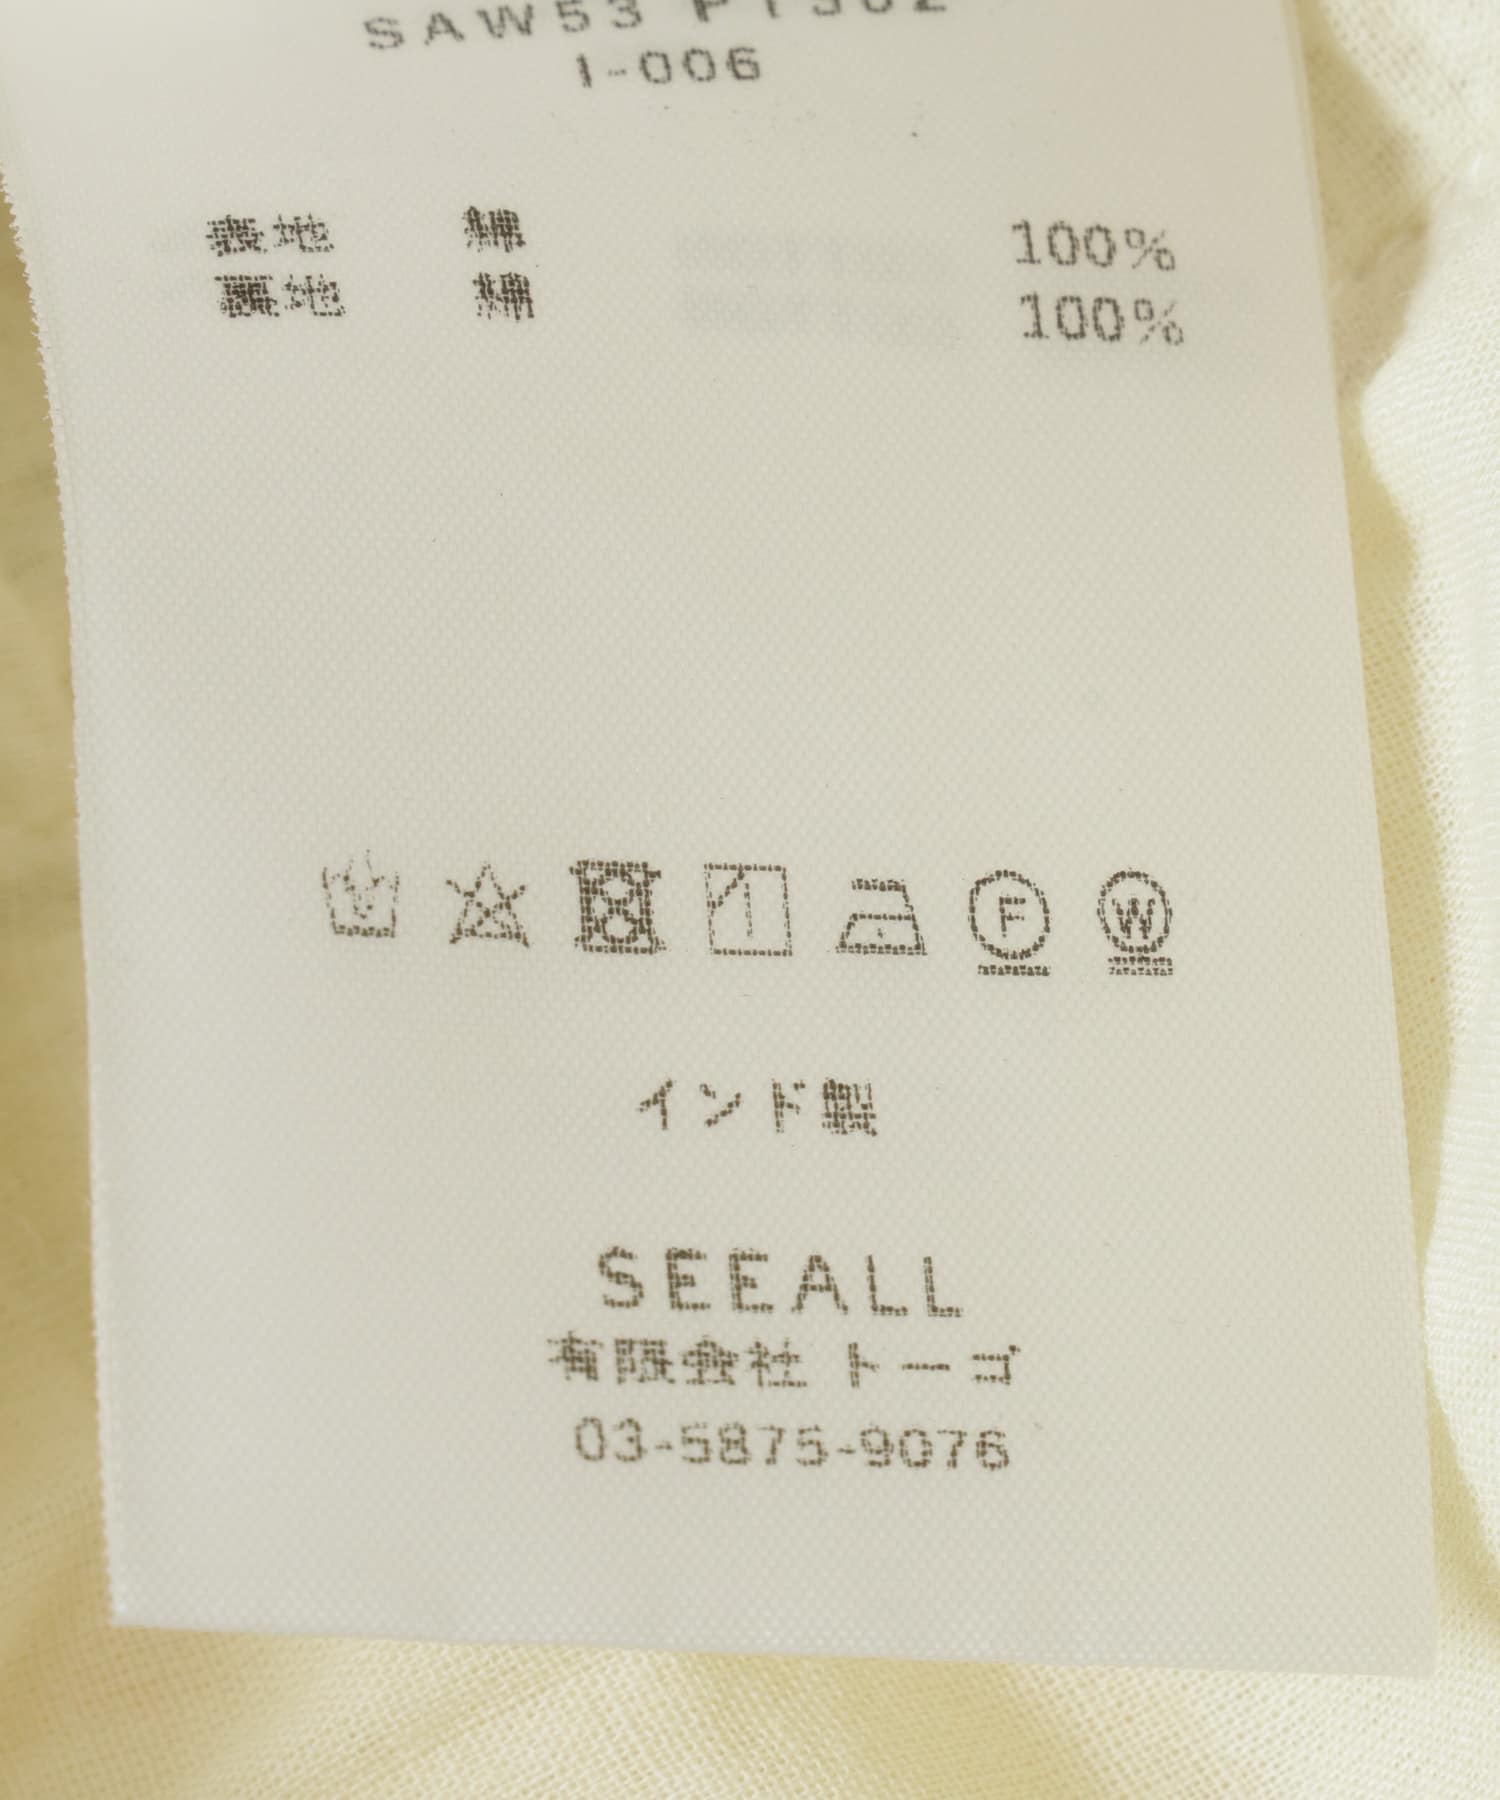 SAW53
I-006
表地 綿 100%
裏地 綿 100%
F W
インド製
SEEALL
有限会社 トーゴ
03-5875-9076